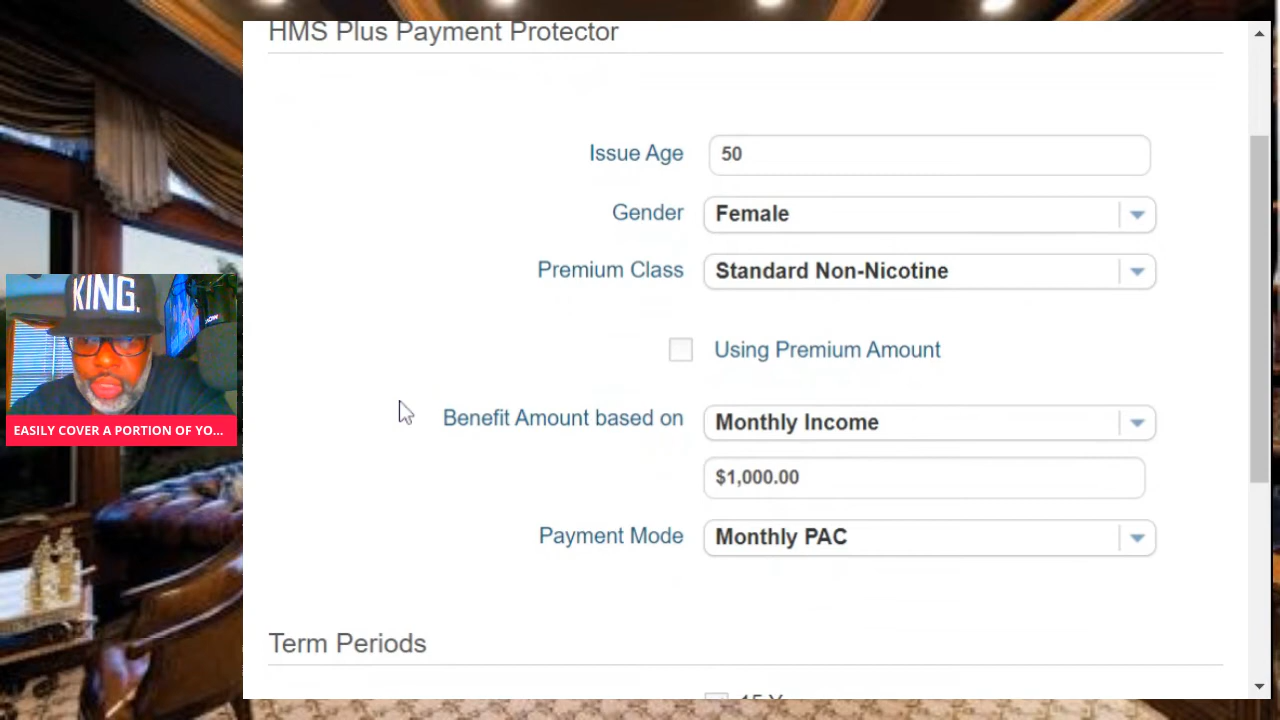 HMS Plus Payment Protector
Issue Age 50
Gender Female
Premium Class Standard Non-Nicotine
Using Premium Amount
Benefit Amount based on Monthly Income
$1,000.00
Payment Mode Monthly PAC
Term Periods
KING.
EASILY COVER A PORTION OF YO...